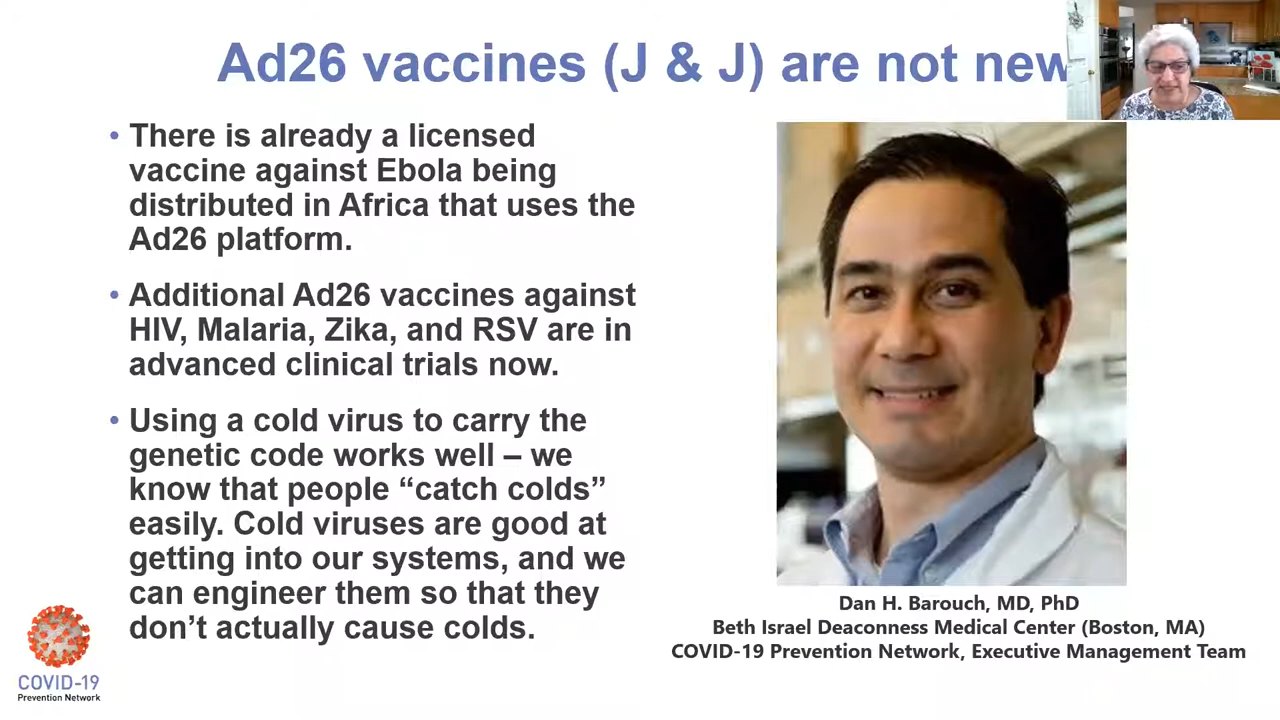 Ad26 vaccines (J & J) are not new
• There is already a licensed
vaccine against Ebola being
distributed in Africa that uses the
Ad26 platform.
• Additional Ad26 vaccines against
HIV, Malaria, Zika, and RSV are in
advanced clinical trials now.
• Using a cold virus to carry the
genetic code works well – we
know that people “catch colds”
easily. Cold viruses are good at
getting into our systems, and we
can engineer them so that they
don’t actually cause colds.
Dan H. Barouch, MD, PhD
Beth Israel Deaconness Medical Center (Boston, MA)
COVID-19 Prevention Network, Executive Management Team
COVID-19
Prevention Network